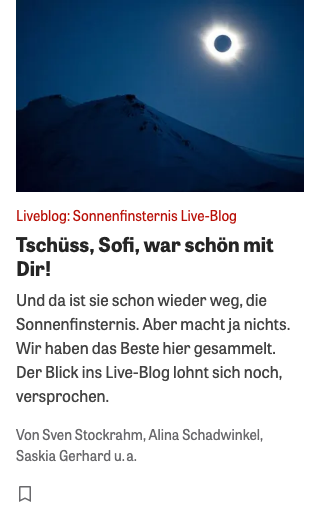 Liveblog: Sonnenfinsternis Live-Blog
Tschüss, Sofi, war schön mit
Dir!
Und da ist sie schon wieder weg, die
Sonnenfinsternis. Aber macht ja nichts.
Wir haben das Beste hier gesammelt.
Der Blick ins Live-Blog lohnt sich noch,
versprochen.
Von Sven Stockrahm, Alina Schadwinkel,
Saskia Gerhard u. a.